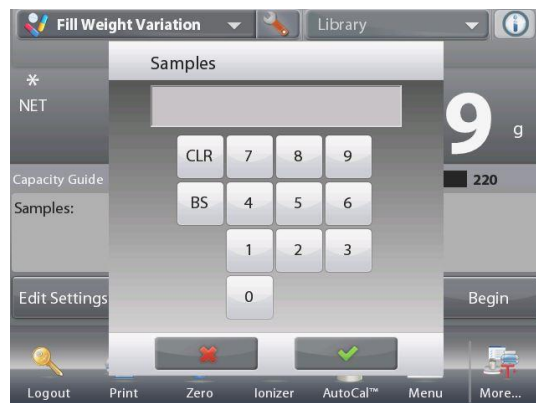 Fill Weight Variation
Library
Samples
*
NET
9 g
CLR 7 8 9
Capacity Guide
220
Samples:
BS 4 5 6
1 2 3
Edit Settings
0
Begin
Logout Print Zero Ionizer AutoCal™ Menu More...